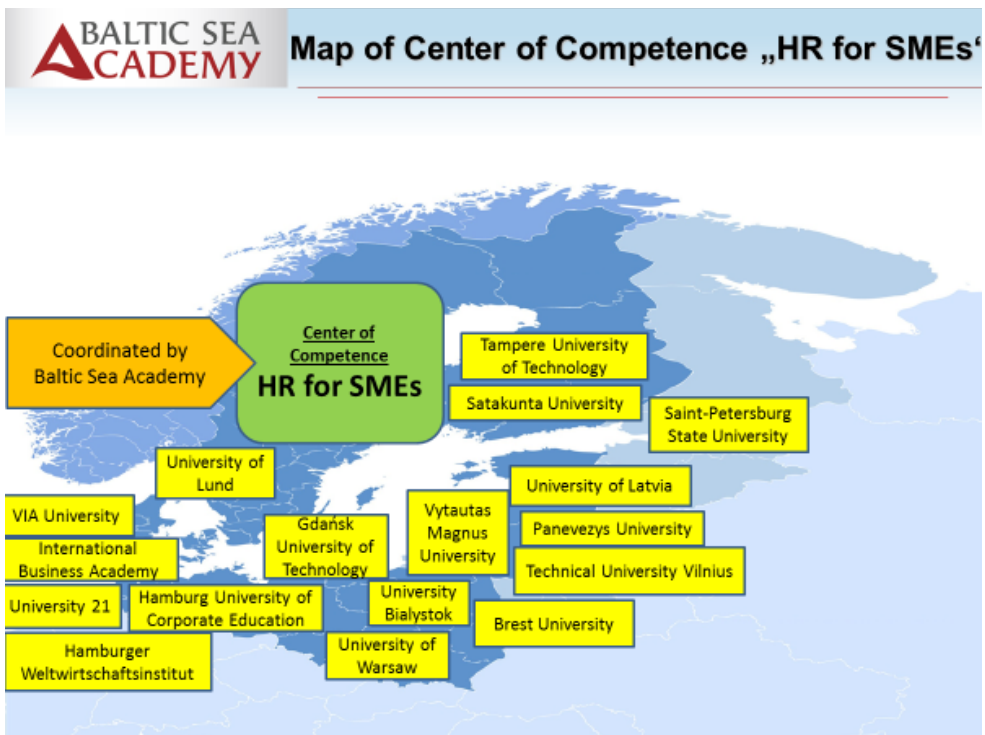 BALTIC SEA
ACADEMY
Map of Center of Competence „HR for SMEs‘
Coordinated by
Baltic Sea Academy
Center of
Competence
HR for SMEs
Tampere University
of Technology
Satakunta University
Saint-Petersburg
State University
University of
Lund
University of Latvia
VIA University
Vytautas
Magnus
University
Gdańsk
University of
Technology
Panevezys University
International
Business Academy
Technical University Vilnius
University 21
Hamburg University of
Corporate Education
University
Bialystok
Brest University
Hamburger
Weltwirtschaftsinstitut
University of
Warsaw